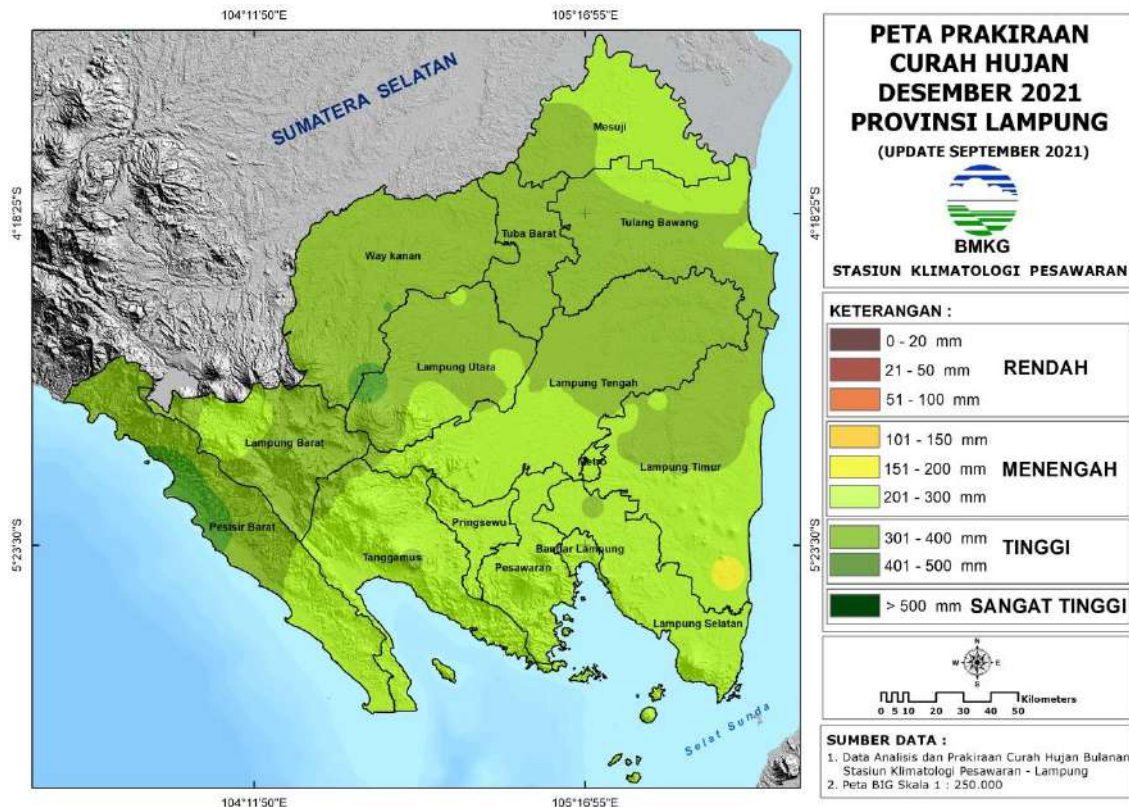 104°11'50"E
105°16'55"E
PETA PRAKIRAAN
CURAH HUJAN
DESEMBER 2021
PROVINSI LAMPUNG
(UPDATE SEPTEMBER 2021)
BMKG
STASIUN KLIMATOLOGI PESAWARAN
KETERANGAN :
0 - 20 mm
21 - 50 mm
51 - 100 mm
RENDAH
101 - 150 mm
151 - 200 mm
201 - 300 mm
MENENGAH
301 - 400 mm
401 - 500 mm
TINGGI
> 500 mm
SANGAT TINGGI
N
W
E
S
Kilometers
0 5 10 20 30 40 50
SUMBER DATA :
1. Data Analisis dan Prakiraan Curah Hujan Bulanan
Stasiun Klimatologi Pesawaran - Lampung
2. Peta BIG Skala 1 : 250.000
SUMATERA SELATAN
Mesuji
4°18'25"S
4°18'25"S
Tulang Bawang
Tuba Barat
Way kanan
Lampung Utara
Lampung Tengah
Lampung Barat
Metro
Lampung Timur
Pesisir Barat
Pringsewu
5°23'30"S
5°23'30"S
Tanggamus
Bandar Lampung
Pesawaran
Lampung Selatan
Selat Sunda
104°11'50"E
105°16'55"E